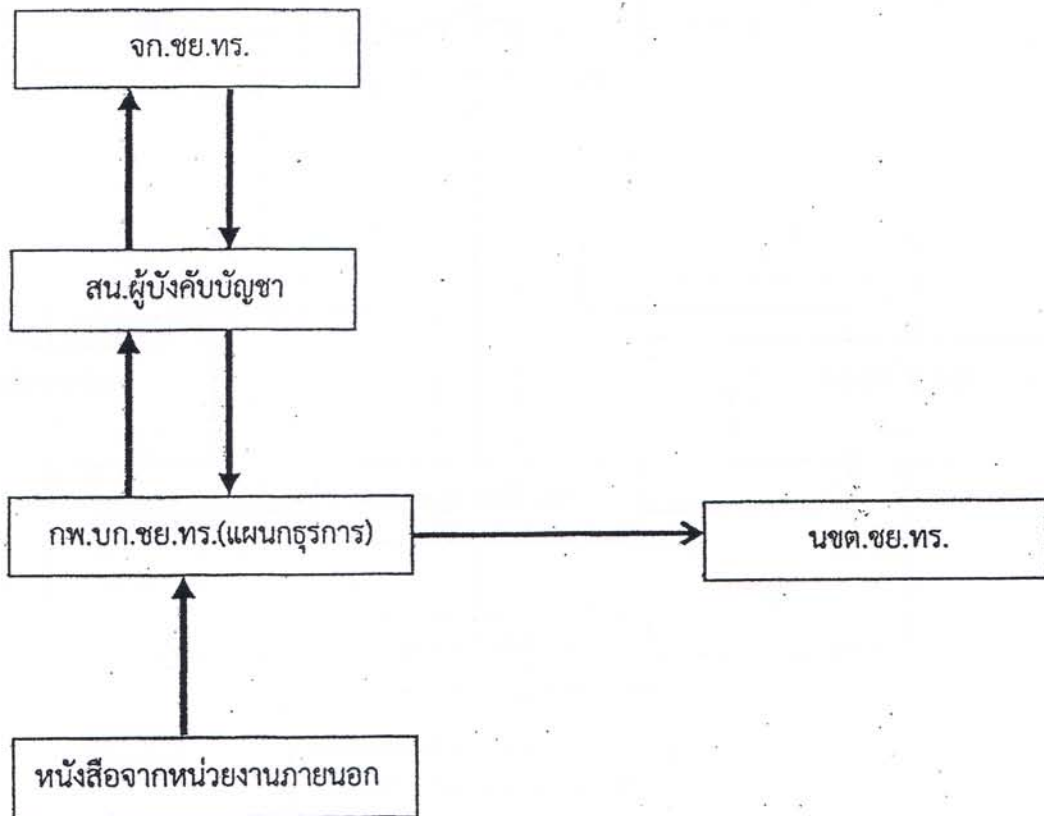 จก.ชย.ทร.
สน.ผู้บังคับบัญชา
กพ.บก.ชย.ทร.(แผนกธุรการ)
นขต.ชย.ทร.
หนังสือจากหน่วยงานภายนอก